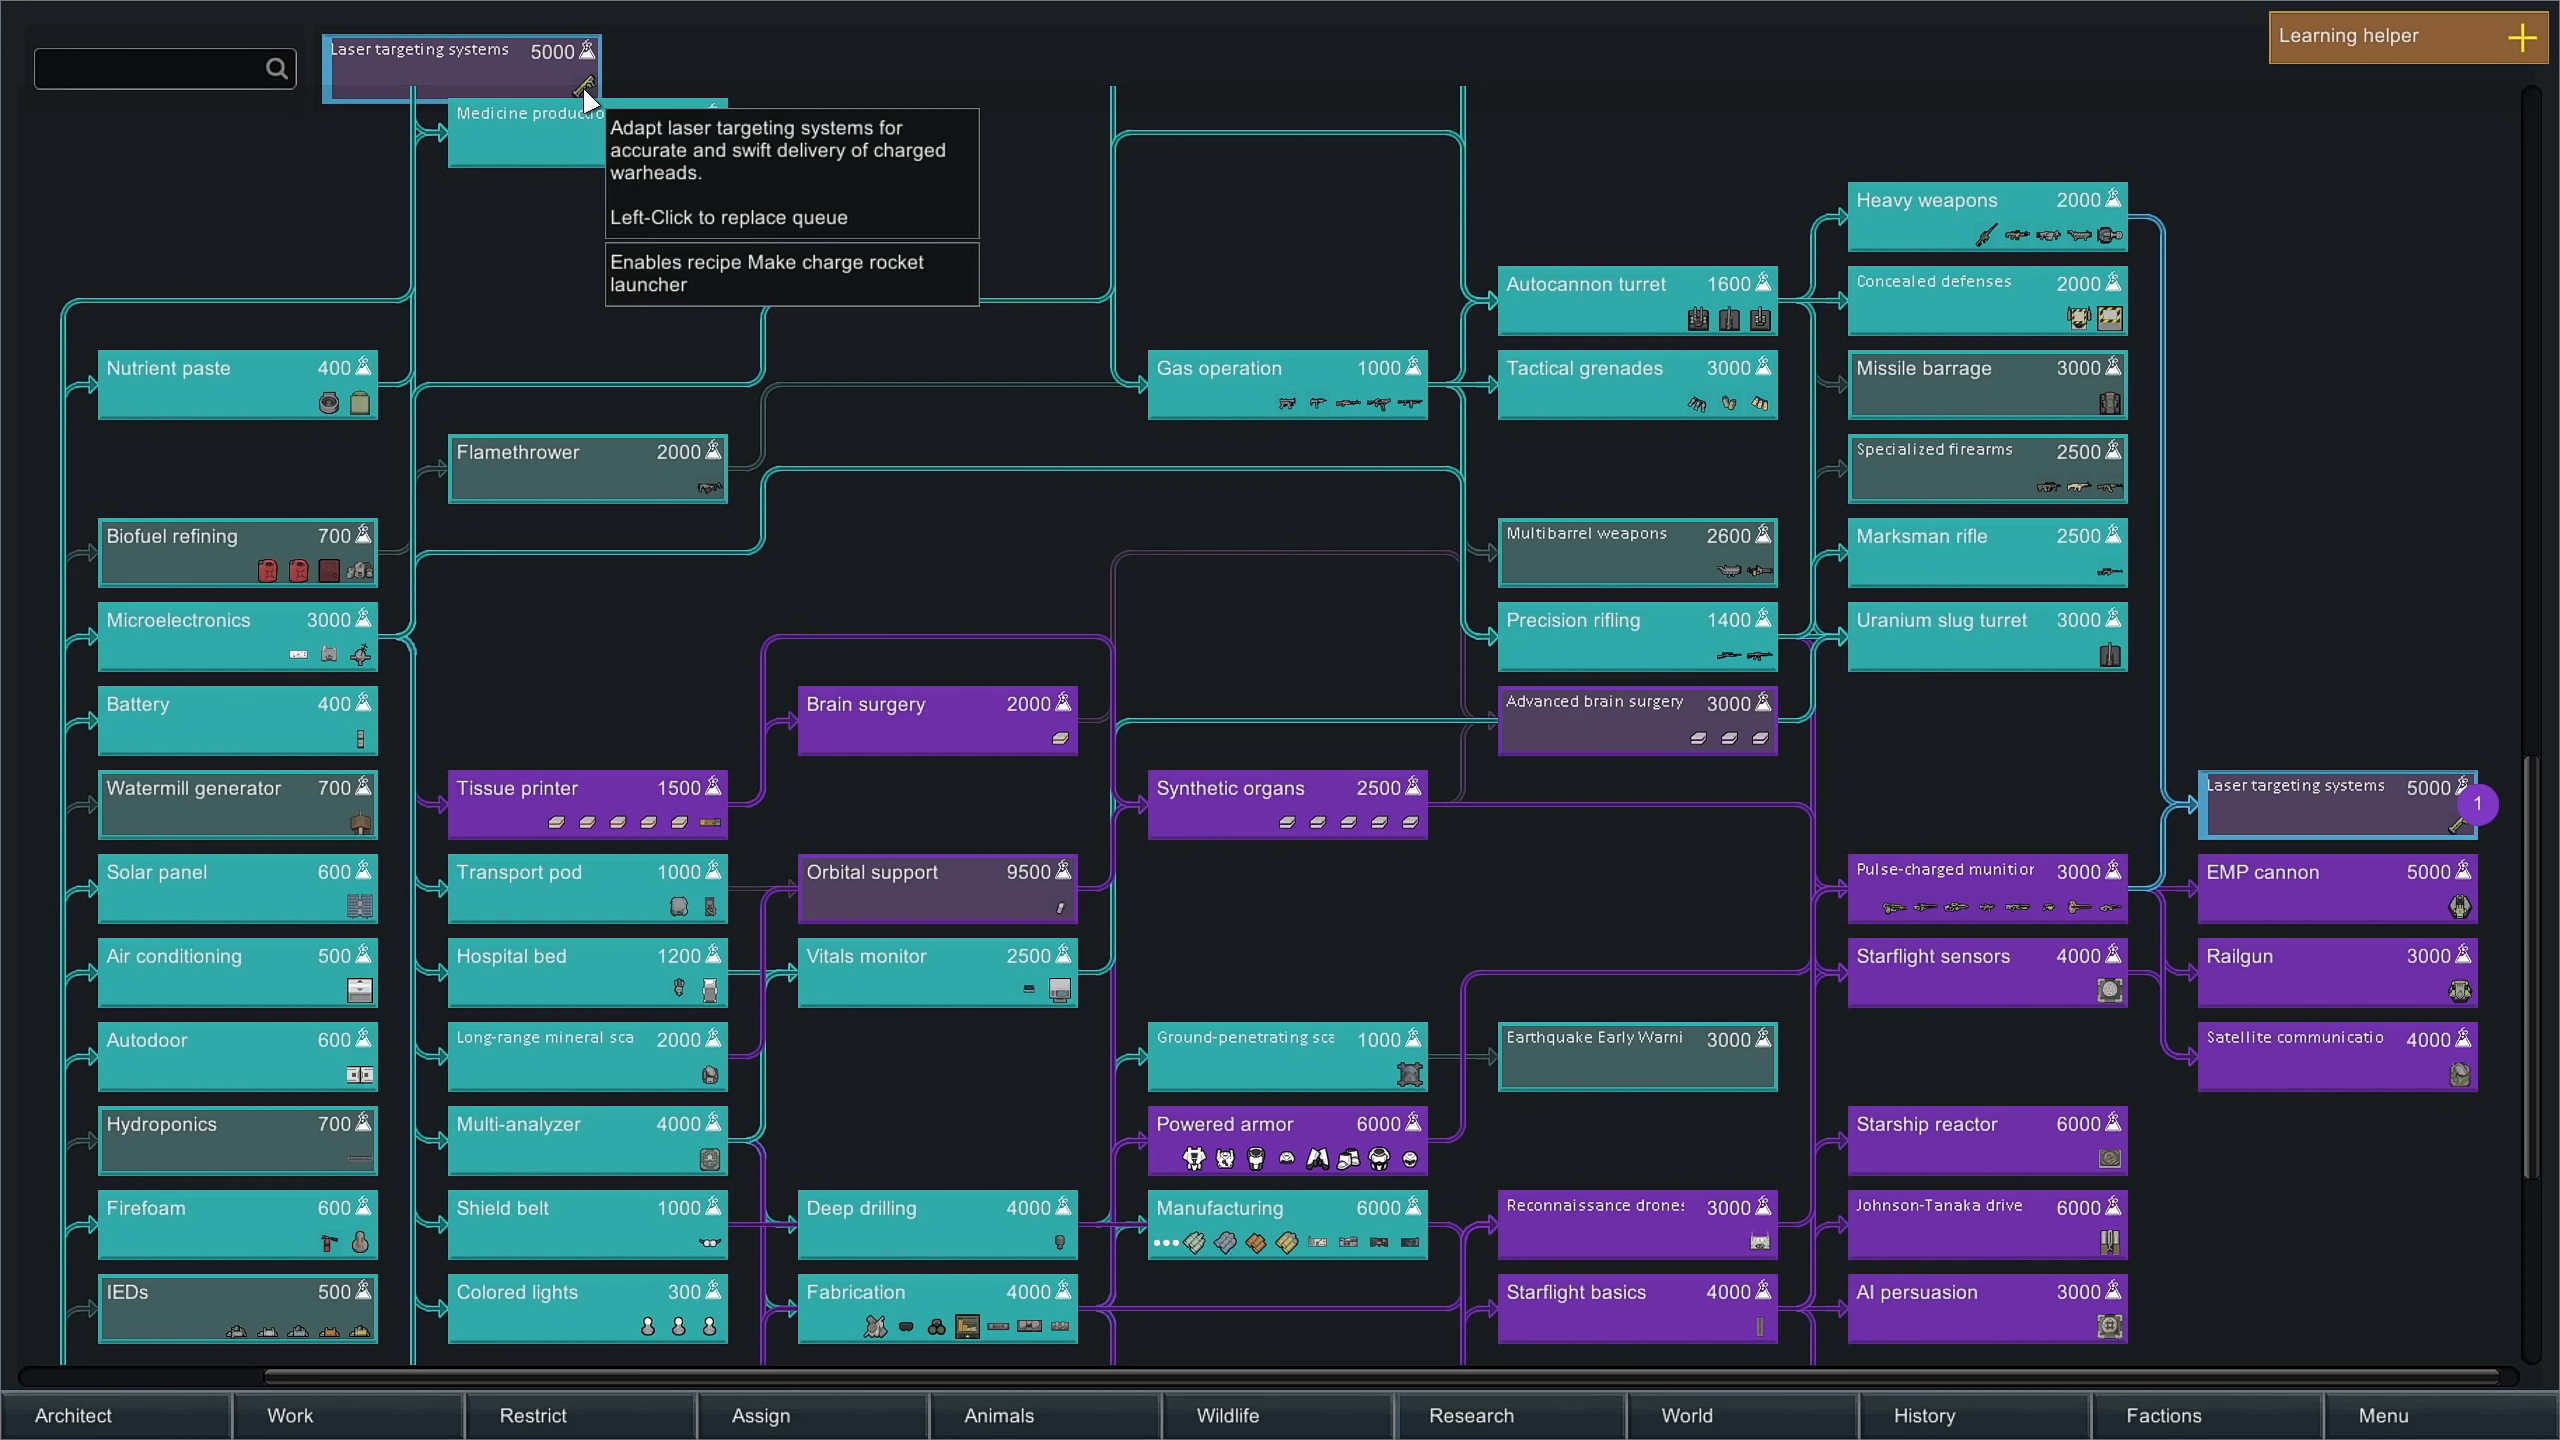 Learning helper
Laser targeting systems 5000
Medicine productio
Adapt laser targeting systems for
accurate and swift delivery of charged
warheads.
Left-Click to replace queue
Enables recipe Make charge rocket
launcher
Heavy weapons 2000
Autocannon turret 1600
Concealed defenses 2000
Nutrient paste 400
Gas operation 1000
Tactical grenades 3000
Missile barrage 3000
Flamethrower 2000
Specialized firearms 2500
Biofuel refining 700
Multibarrel weapons 2600
Marksman rifle 2500
Microelectronics 3000
Precision rifling 1400
Uranium slug turret 3000
Battery 400
Brain surgery 2000
Advanced brain surgery 3000
Watermill generator 700
Tissue printer 1500
Synthetic organs 2500
Laser targeting systems 5000
1
Solar panel 600
Transport pod 1000
Orbital support 9500
Pulse-charged munition 3000
EMP cannon 5000
Air conditioning 500
Hospital bed 1200
Vitals monitor 2500
Starflight sensors 4000
Railgun 3000
Autodoor 600
Long-range mineral sca 2000
Ground-penetrating sca 1000
Earthquake Early Warni 3000
Satellite communicatio 4000
Hydroponics 700
Multi-analyzer 4000
Powered armor 6000
Starship reactor 6000
Firefoam 600
Shield belt 1000
Deep drilling 4000
Manufacturing 6000
Reconnaissance drones 3000
Johnson-Tanaka drive 6000
IEDs 500
Colored lights 300
Fabrication 4000
Starflight basics 4000
AI persuasion 3000
Architect
Work
Restrict
Assign
Animals
Wildlife
Research
World
History
Factions
Menu